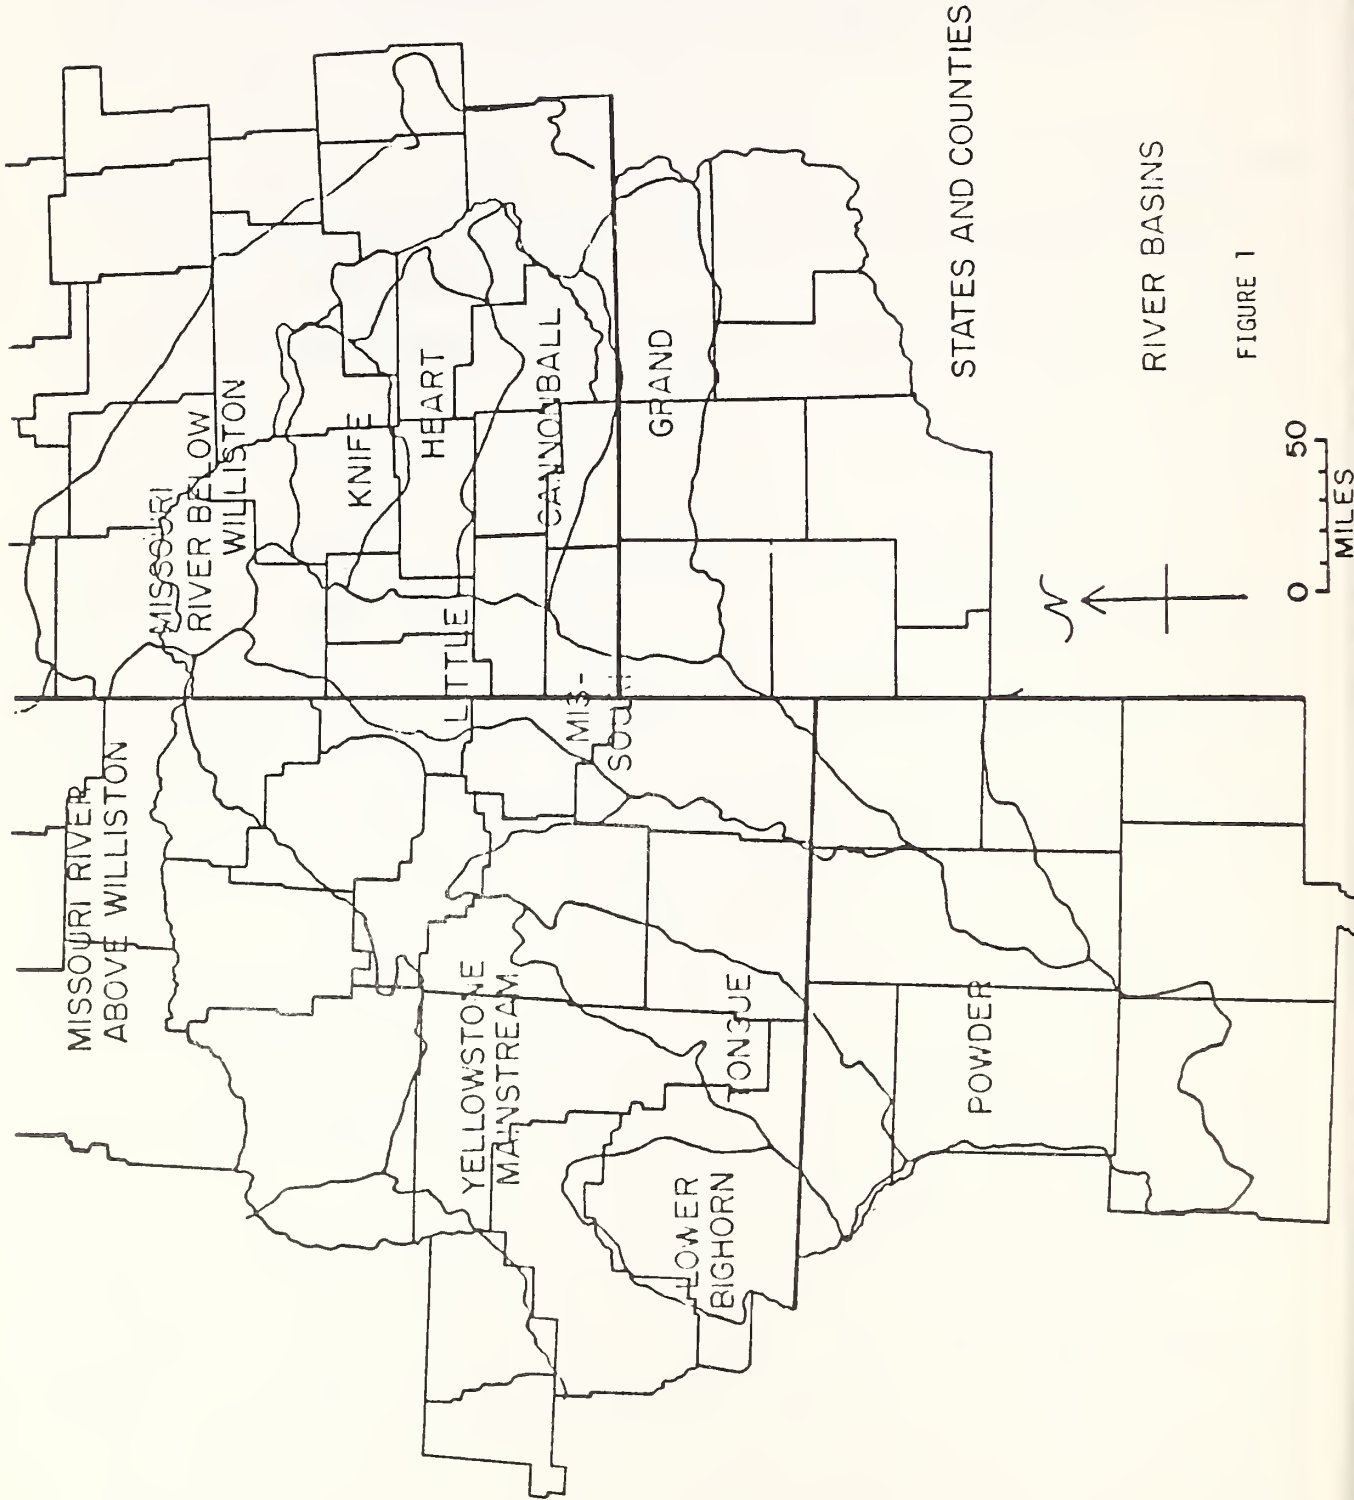 MISSOURI RIVER
ABOVE WILLISTON
MISSOURI
RIVER BELOW
WILLISTON
KNIFE
HEART
LITTLE
MIS-
SOURI
CANNONBALL
GRAND
YELLOWSTONE
MAINSTREAM
TONGUE
LOWER
BIGHORN
POWDER
STATES AND COUNTIES
RIVER BASINS
FIGURE 1
N
0 50
MILES